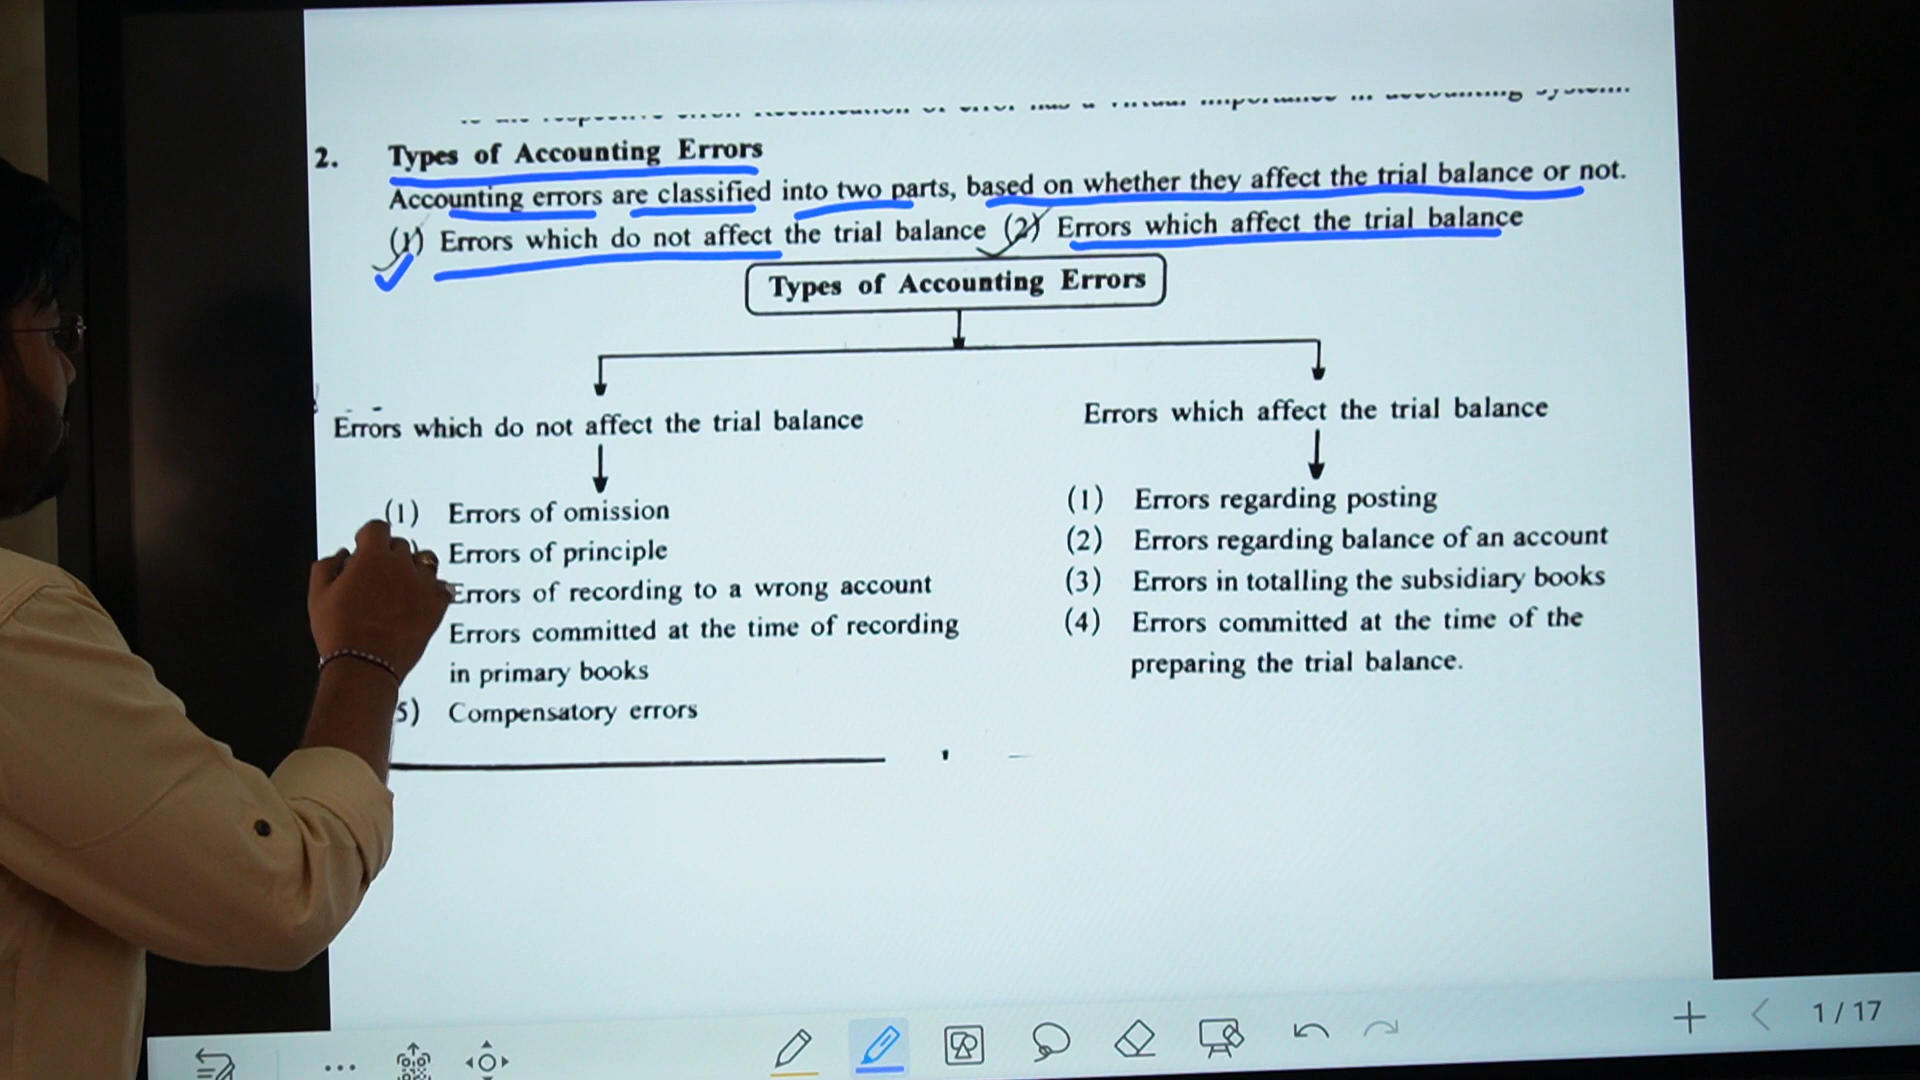 2. Types of Accounting Errors
Accounting errors are classified into two parts, based on whether they affect the trial balance or not.
(1) Errors which do not affect the trial balance (2) Errors which affect the trial balance
Types of Accounting Errors
Errors which do not affect the trial balance
(1) Errors of omission
) Errors of principle
Errors of recording to a wrong account
Errors committed at the time of recording
in primary books
5) Compensatory errors
Errors which affect the trial balance
(1) Errors regarding posting
(2) Errors regarding balance of an account
(3) Errors in totalling the subsidiary books
(4) Errors committed at the time of the
preparing the trial balance.
1 / 17